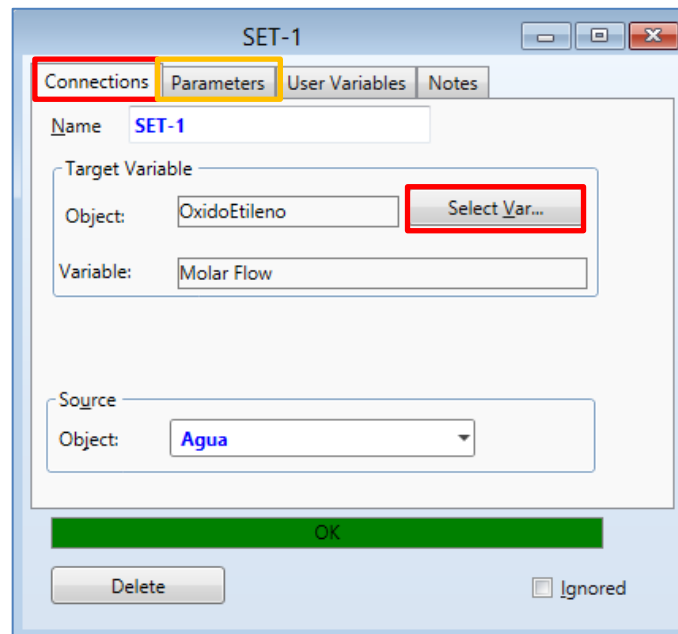 SET-1
Connections Parameters User Variables Notes
Name SET-1
Target Variable
Object: OxidoEtileno Select Var...
Variable: Molar Flow
Source
Object: Agua
OK
Delete Ignored